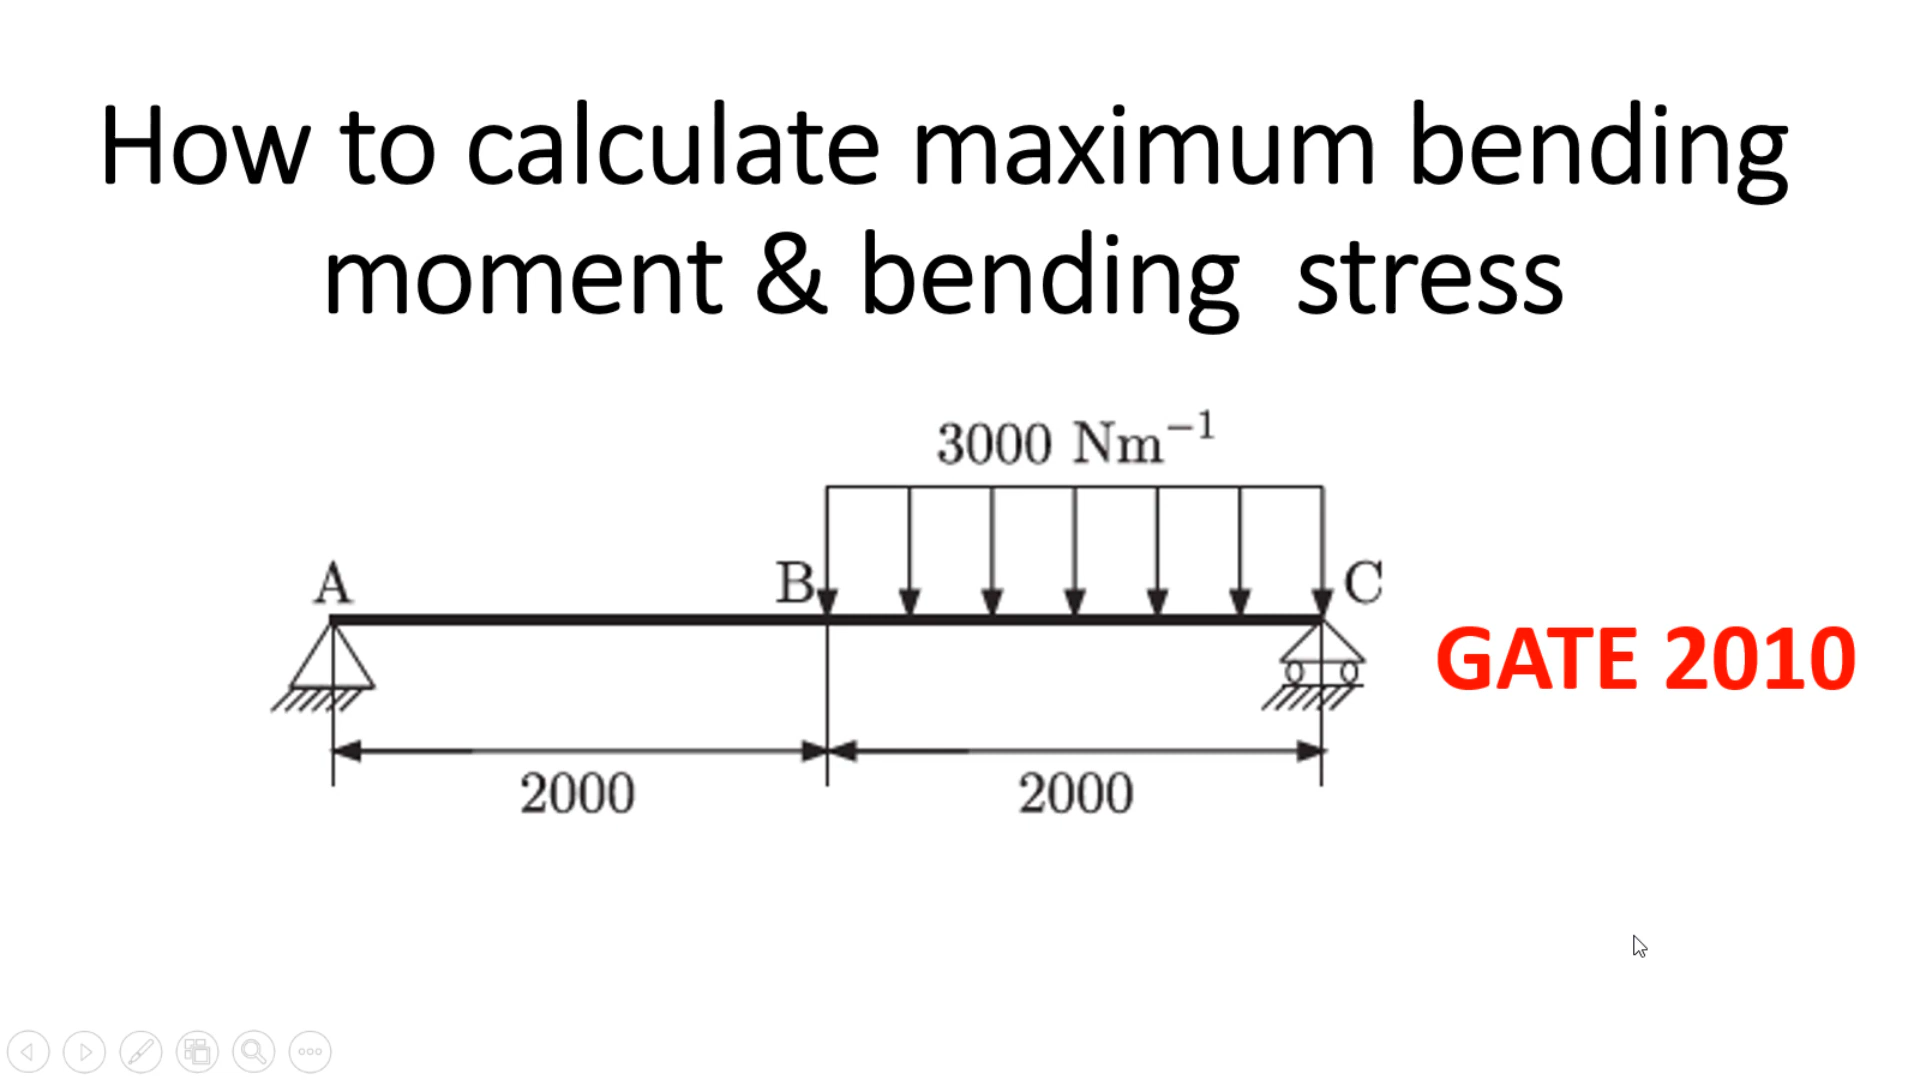 How to calculate maximum bending
moment & bending stress
3000 Nm⁻¹
A
B
C
GATE 2010
2000
2000